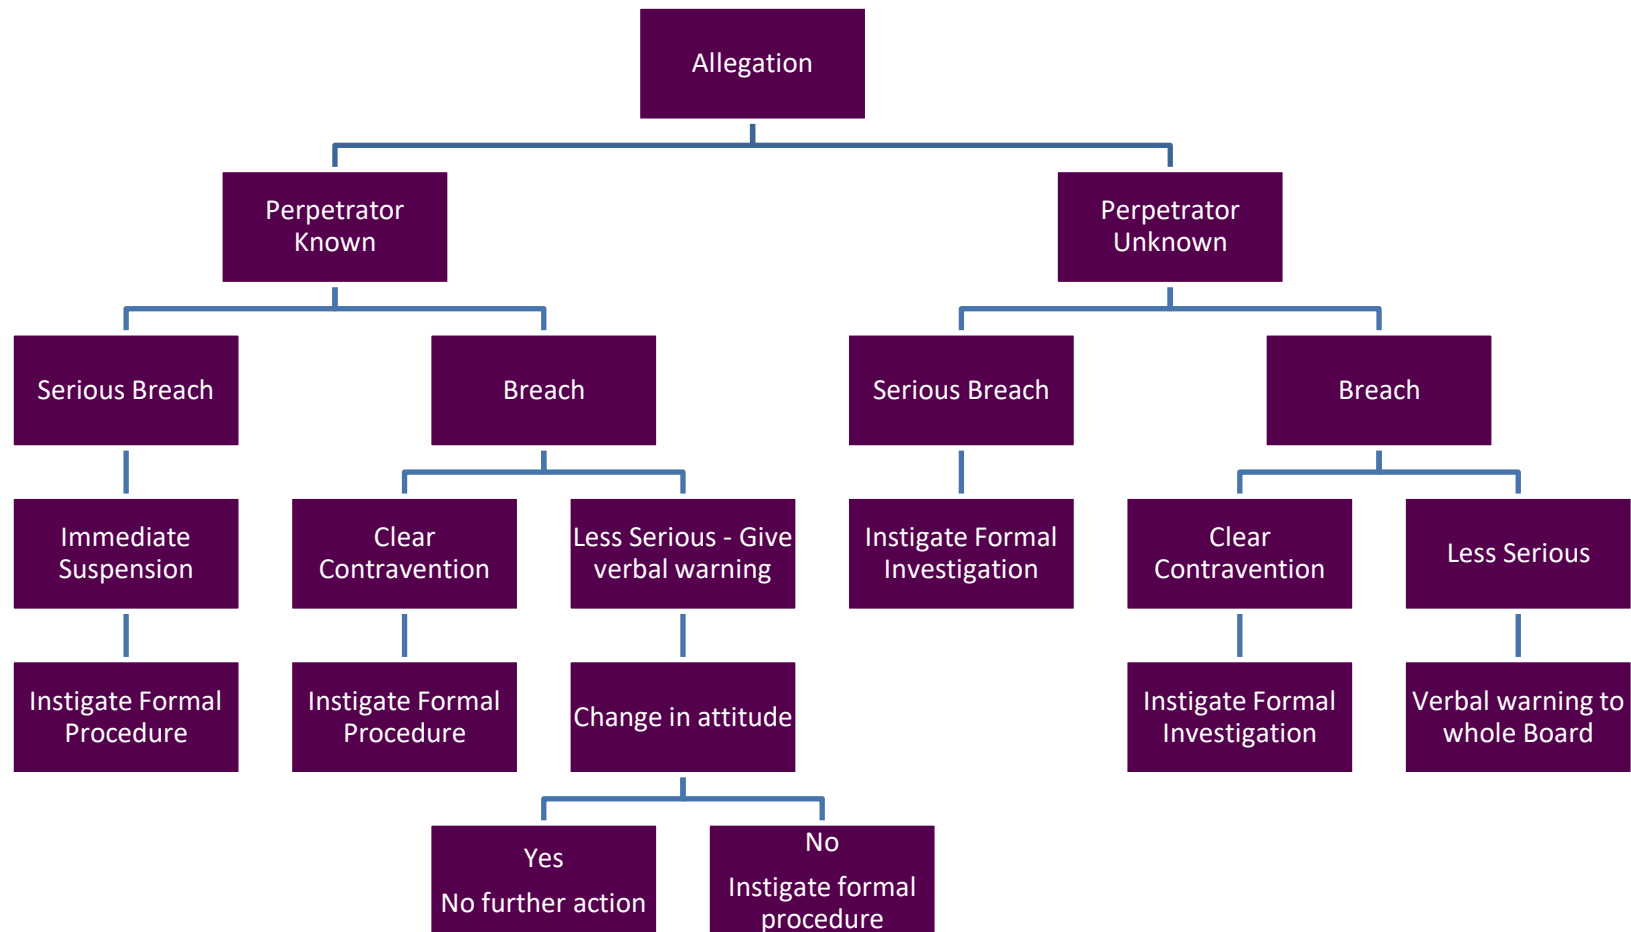 Allegation
Perpetrator
Known
Perpetrator
Unknown
Serious Breach
Breach
Serious Breach
Breach
Immediate
Suspension
Clear
Contravention
Less Serious - Give
verbal warning
Instigate Formal
Investigation
Clear
Contravention
Less Serious
Instigate Formal
Procedure
Instigate Formal
Procedure
Change in attitude
Instigate Formal
Investigation
Verbal warning to
whole Board
Yes
No further action
No
Instigate formal
procedure